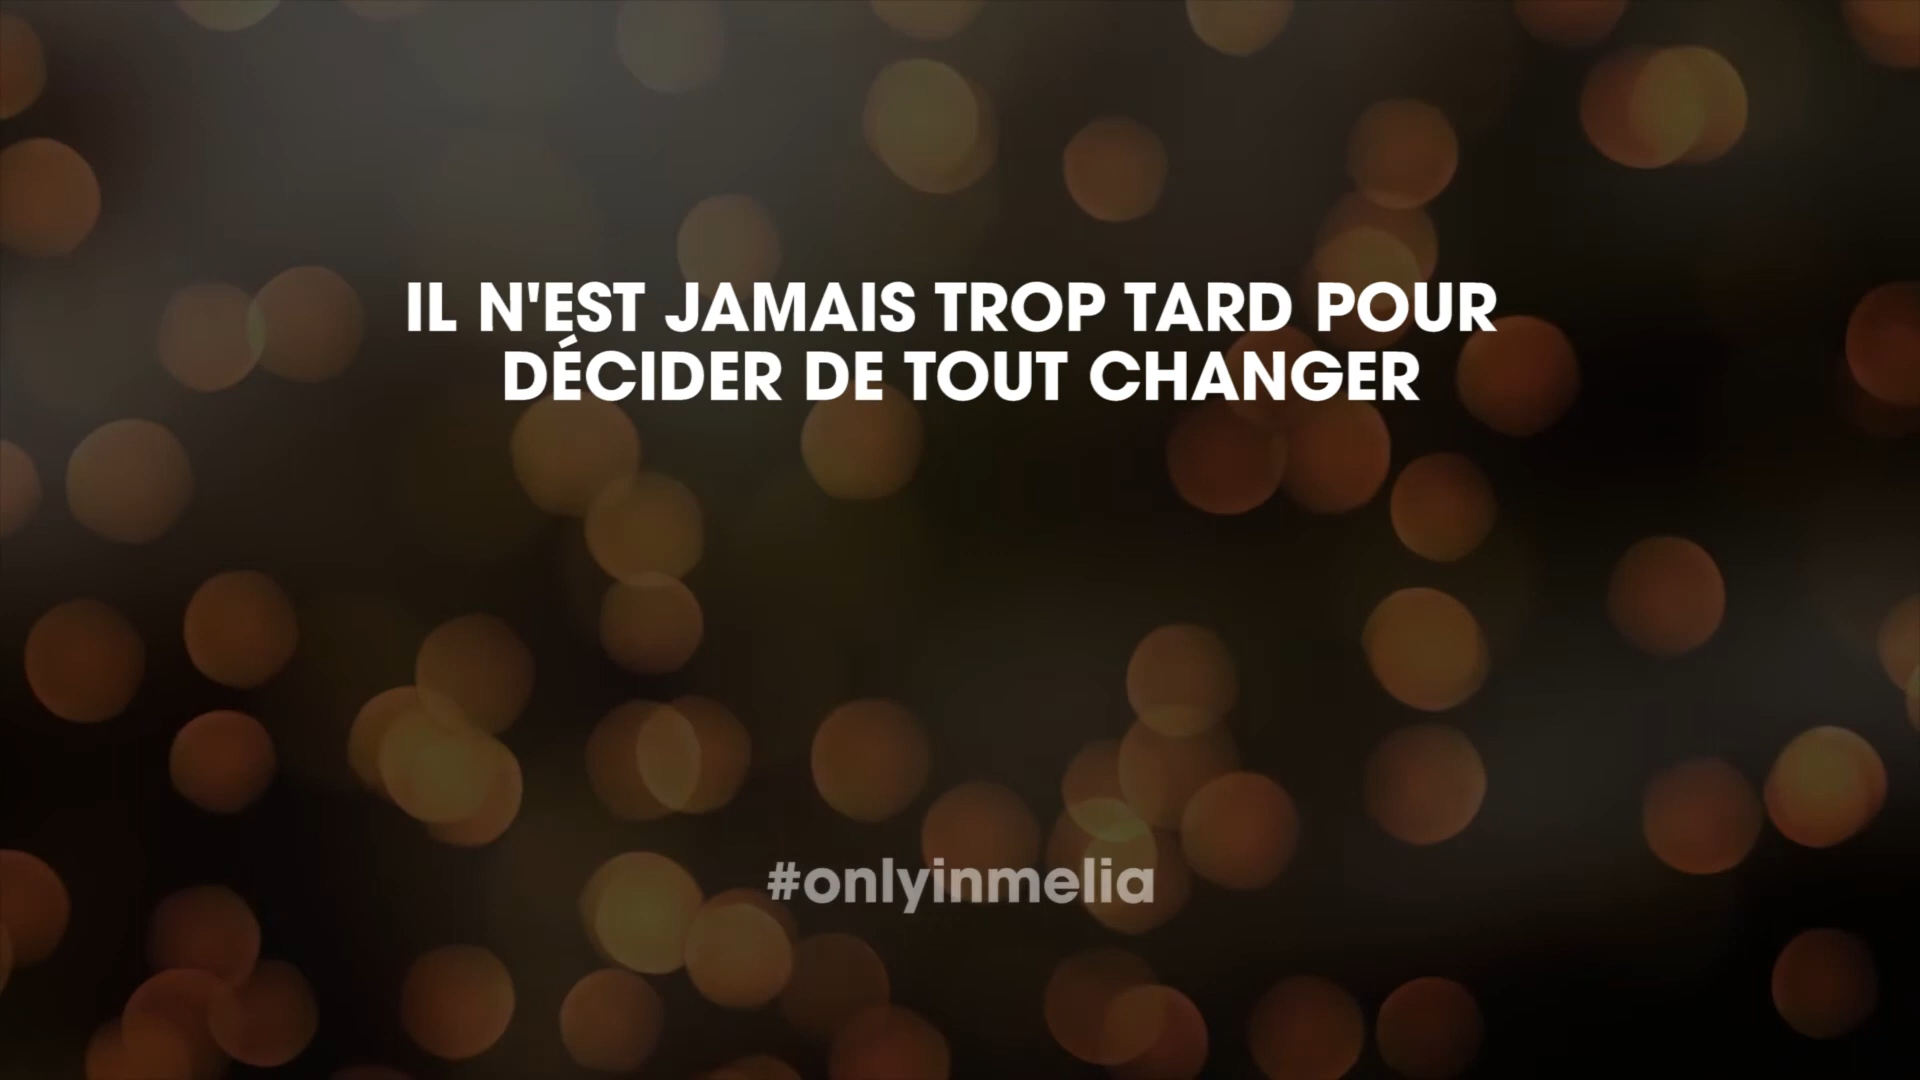 IL N'EST JAMAIS TROP TARD POUR
DÉCIDER DE TOUT CHANGER
#onlyinmelia